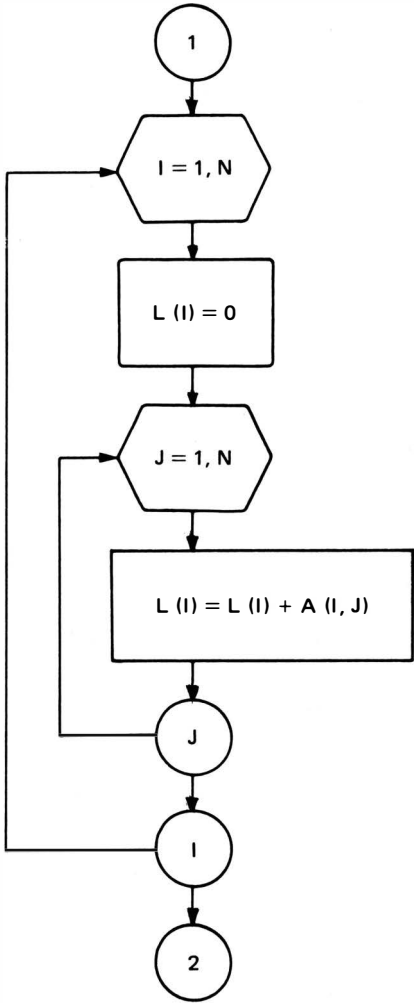 1
I = 1, N
L (I) = 0
J = 1, N
L (I) = L (I) + A (I, J)
J
I
2